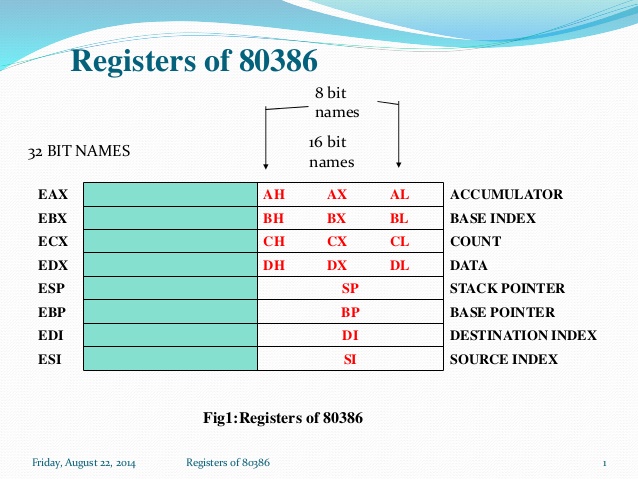 Registers of 80386
8 bit
names
16 bit
names
32 BIT NAMES
EAX AH AX AL ACCUMULATOR
EBX BH BX BL BASE INDEX
ECX CH CX CL COUNT
EDX DH DX DL DATA
ESP SP STACK POINTER
EBP BP BASE POINTER
EDI DI DESTINATION INDEX
ESI SI SOURCE INDEX
Fig1:Registers of 80386
Friday, August 22, 2014 Registers of 80386 1